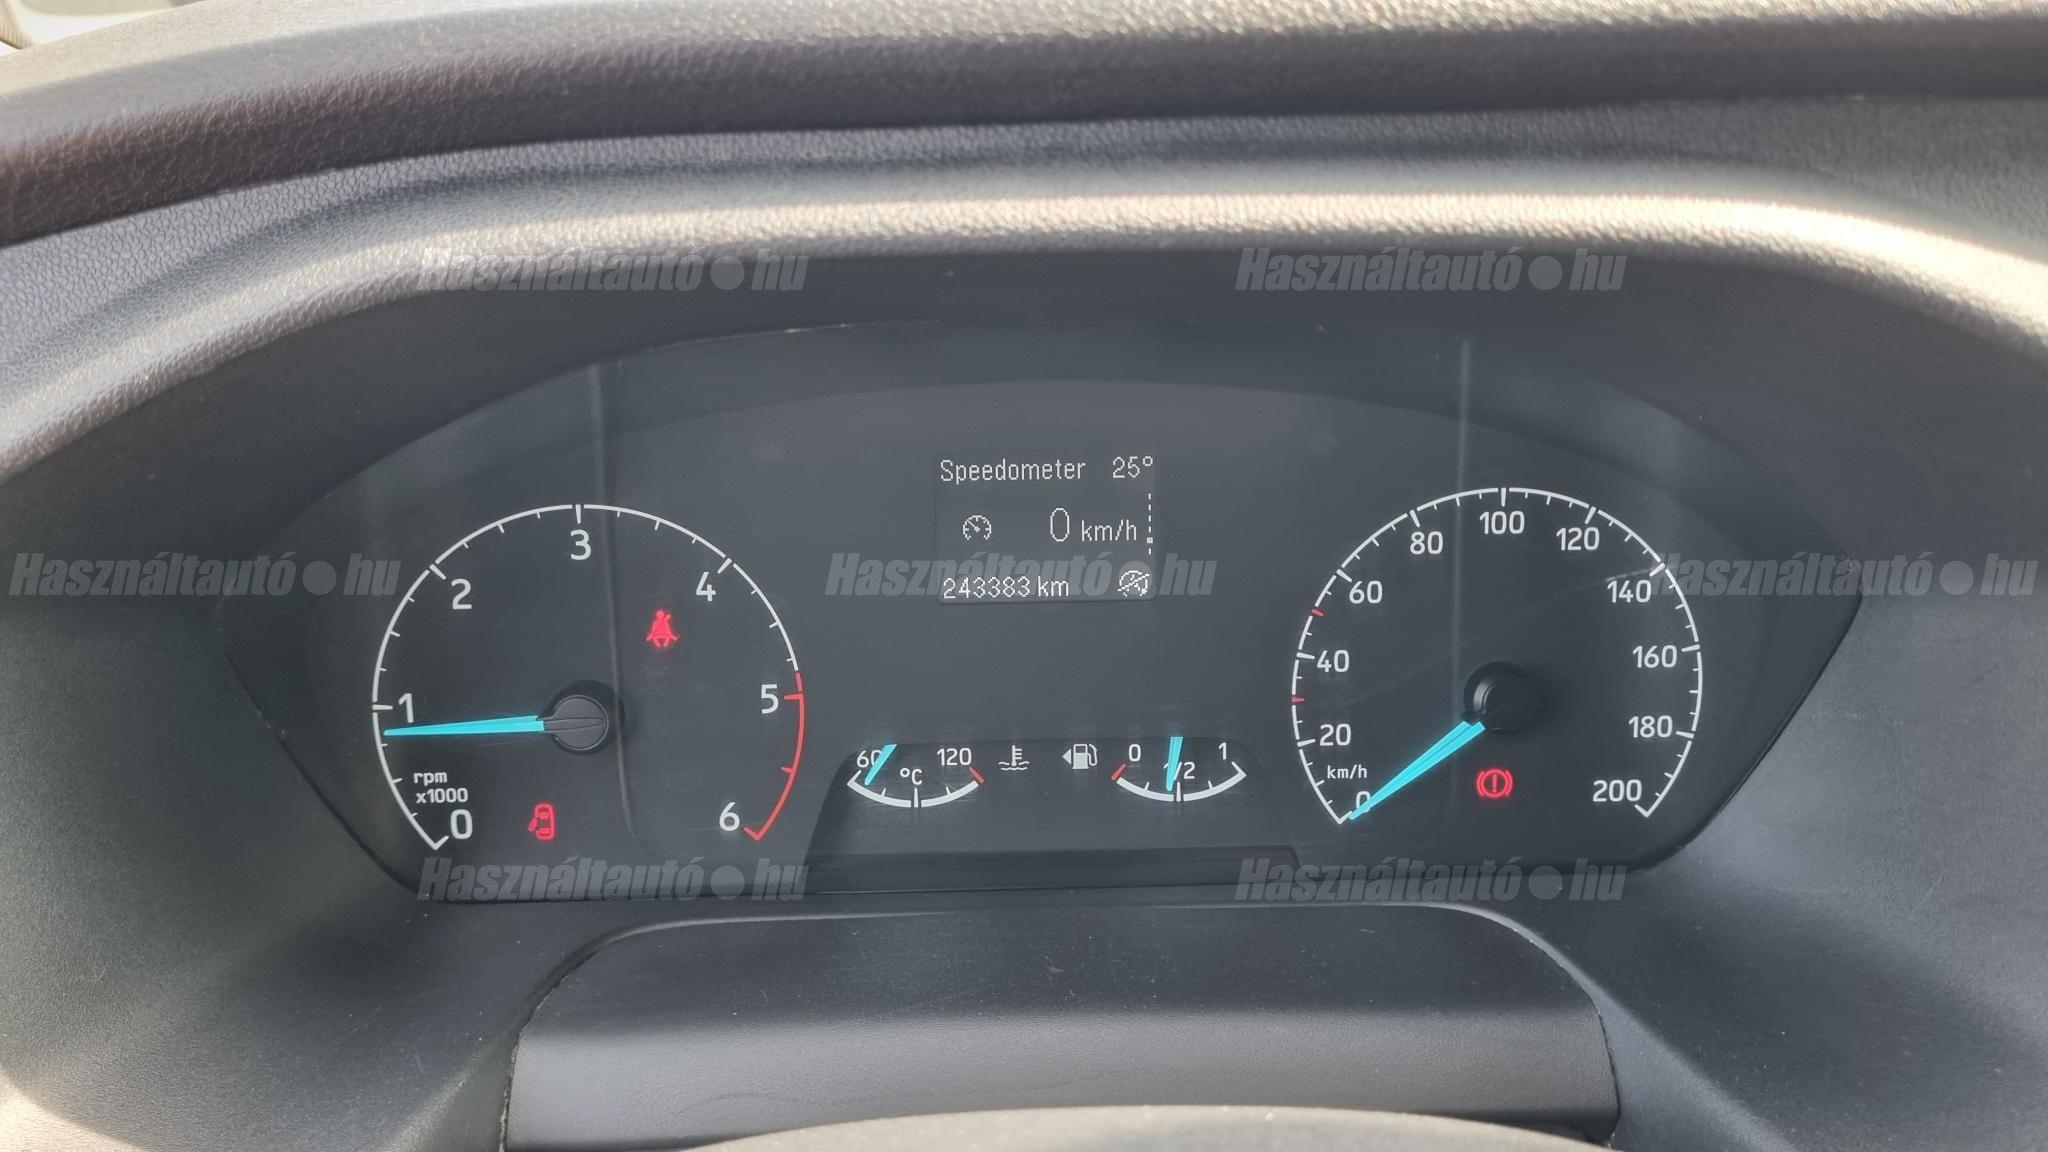 Használtautó•hu
Használtautó•hu
Speedometer 25°
0 km/h
243383 km
Használtautó•hu
Használtautó•hu
Használtautó•hu
0
1
2
3
4
5
6
rpm
x1000
60
120
°C
0
1/2
1
0
20
40
60
80
100
120
140
160
180
200
km/h
Használtautó•hu
Használtautó•hu